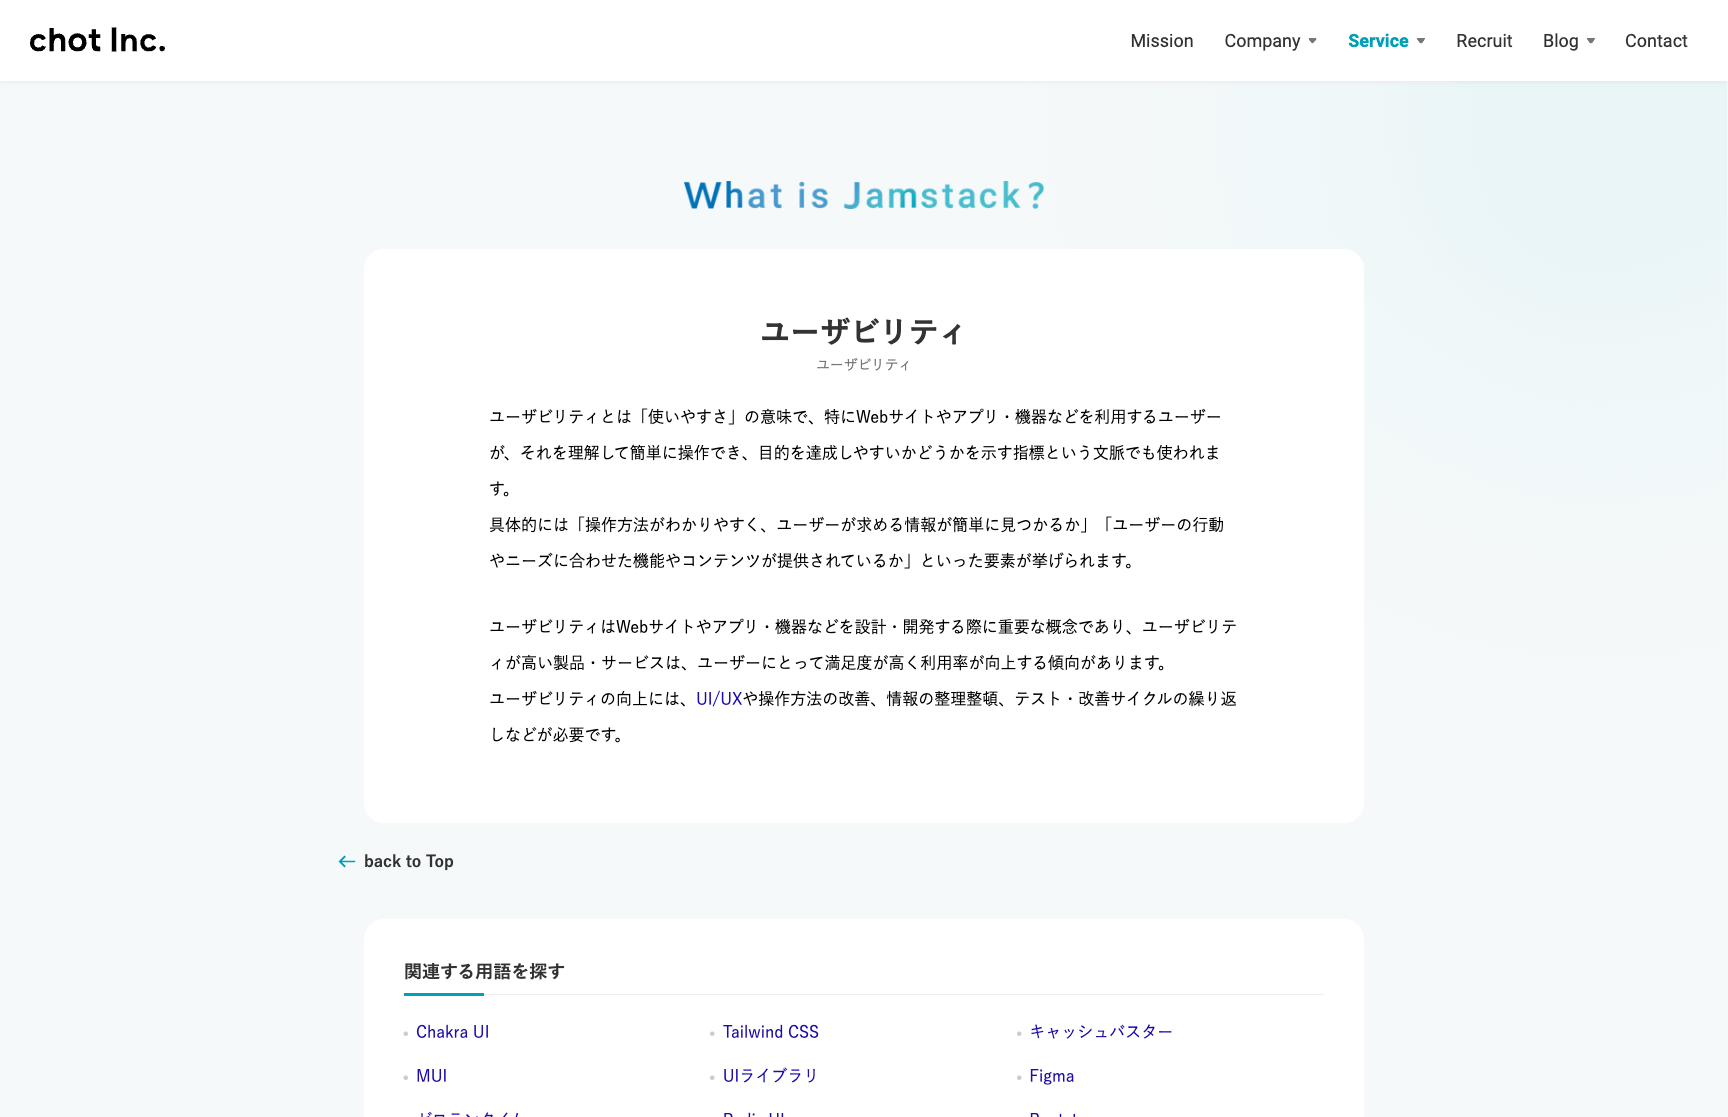 chot Inc.
Mission Company Service Recruit Blog Contact
What is Jamstack?
ユーザビリティ
ユーザビリティ
ユーザビリティとは「使いやすさ」の意味で、特にWebサイトやアプリ・機器などを利用するユーザー
が、それを理解して簡単に操作でき、目的を達成しやすいかどうかを示す指標という文脈でも使われま
す。
具体的には「操作方法がわかりやすく、ユーザーが求める情報が簡単に見つかるか」「ユーザーの行動
やニーズに合わせた機能やコンテンツが提供されているか」といった要素が挙げられます。
ユーザビリティはWebサイトやアプリ・機器などを設計・開発する際に重要な概念であり、ユーザビリテ
ィが高い製品・サービスは、ユーザーにとって満足度が高く利用率が向上する傾向があります。
ユーザビリティの向上には、UI/UXや操作方法の改善、情報の整理整頓、テスト・改善サイクルの繰り返
しなどが必要です。
back to Top
関連する用語を探す
Chakra UI Tailwind CSS キャッシュバスター
MUI UIライブラリ Figma